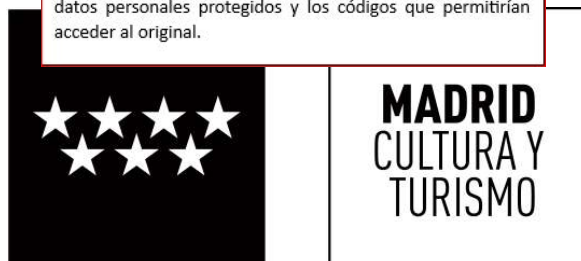 datos personales protegidos y los códigos que permitirían
acceder al original.
MADRID
CULTURA Y
TURISMO